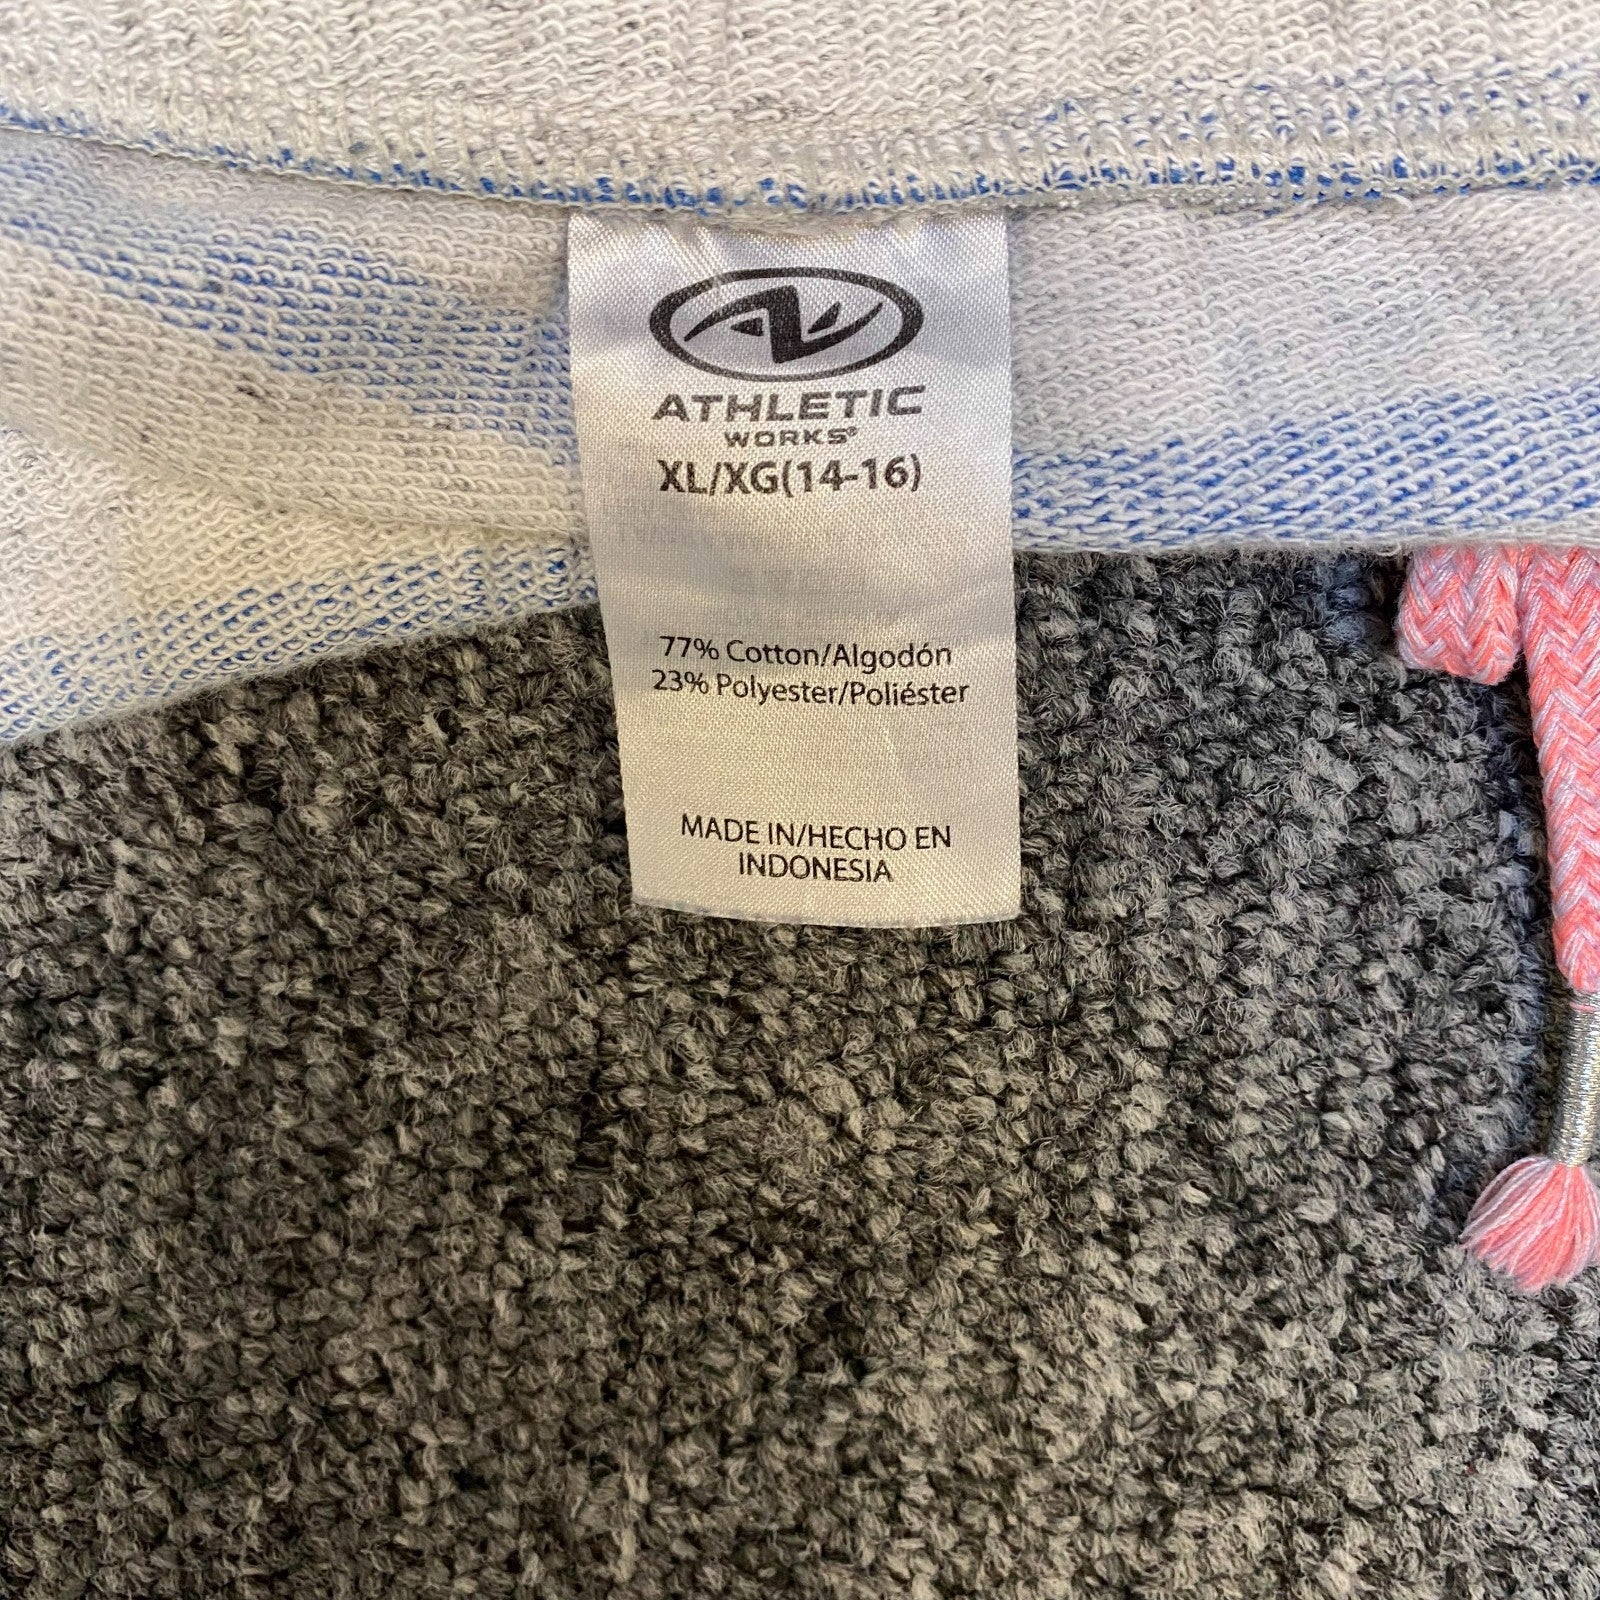 ATHLETIC
WORKS®
XL/XG(14-16)
77% Cotton/Algodón
23% Polyester/Poliéster
MADE IN/HECHO EN
INDONESIA